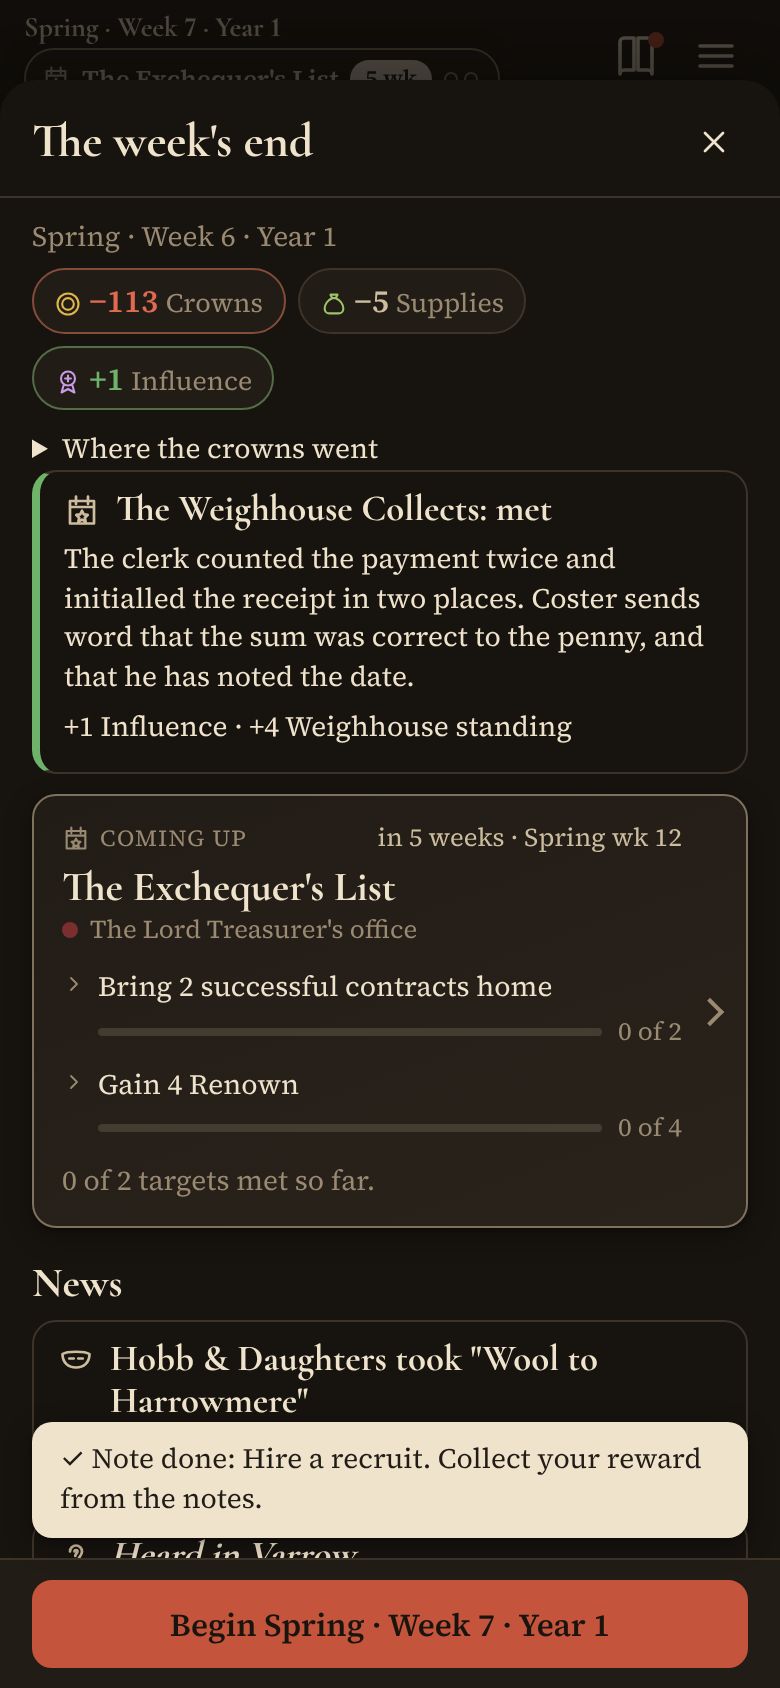 Spring · Week 7 · Year 1
The Exchequer's List 5 wk
The week's end
Spring · Week 6 · Year 1
−113 Crowns
−5 Supplies
+1 Influence
Where the crowns went
The Weighhouse Collects: met
The clerk counted the payment twice and
initialled the receipt in two places. Coster sends
word that the sum was correct to the penny, and
that he has noted the date.
+1 Influence · +4 Weighhouse standing
COMING UP
in 5 weeks · Spring wk 12
The Exchequer's List
The Lord Treasurer's office
Bring 2 successful contracts home
0 of 2
Gain 4 Renown
0 of 4
0 of 2 targets met so far.
News
Hobb & Daughters took "Wool to
Harrowmere"
✓ Note done: Hire a recruit. Collect your reward
from the notes.
Heard in Varrow
Begin Spring · Week 7 · Year 1